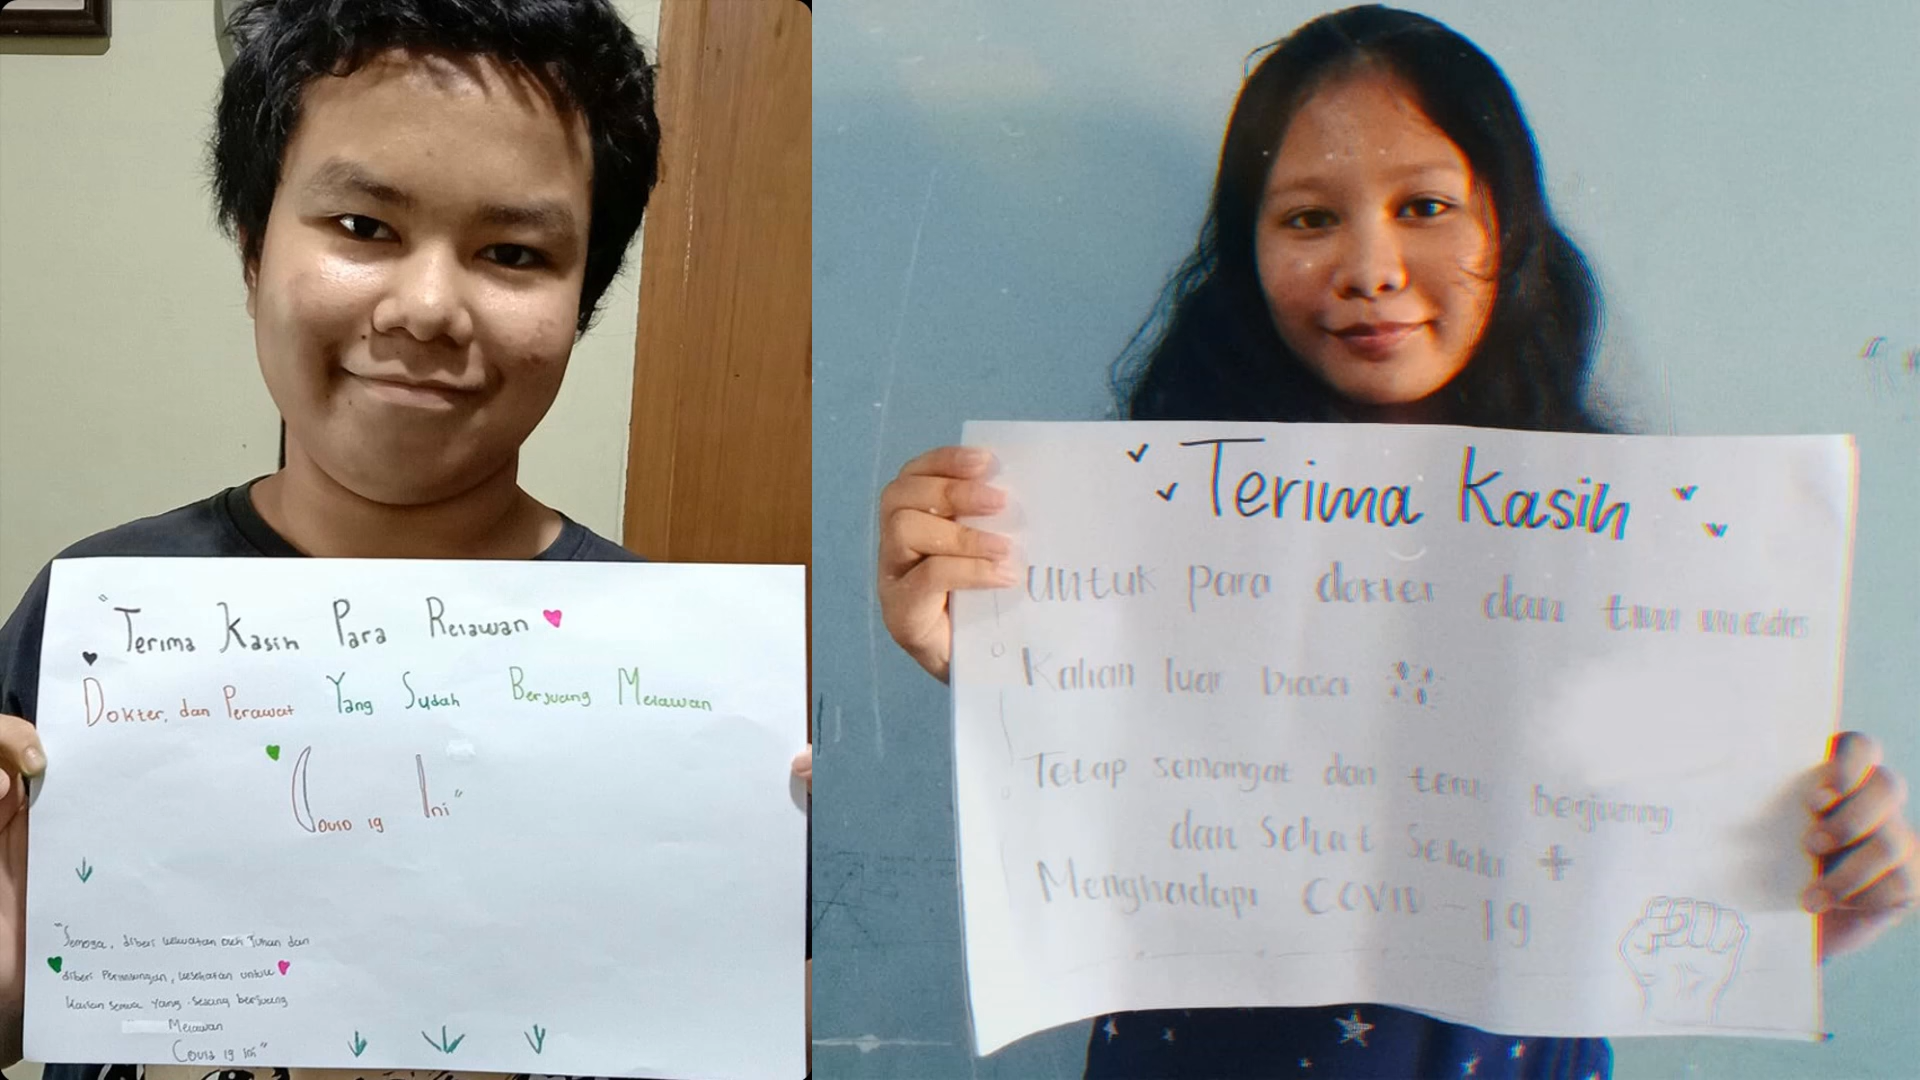 "Terima Kasih Para Relawan
Dokter, dan Perawat Yang Sudah Berjuang Melawan
Covid 19 Ini"
"Semoga, diberi kekuatan oleh Tuhan dan
diberi Perlindungan, kesehatan untuk
kalian semua yang sedang berjuang
Melawan
Covid 19 ini"
Terima Kasih
Untuk para dokter dan tim medis
Kalian luar biasa
Tetap semangat dan terus berjuang
dan Sehat Selalu +
Menghadapi COVID-19